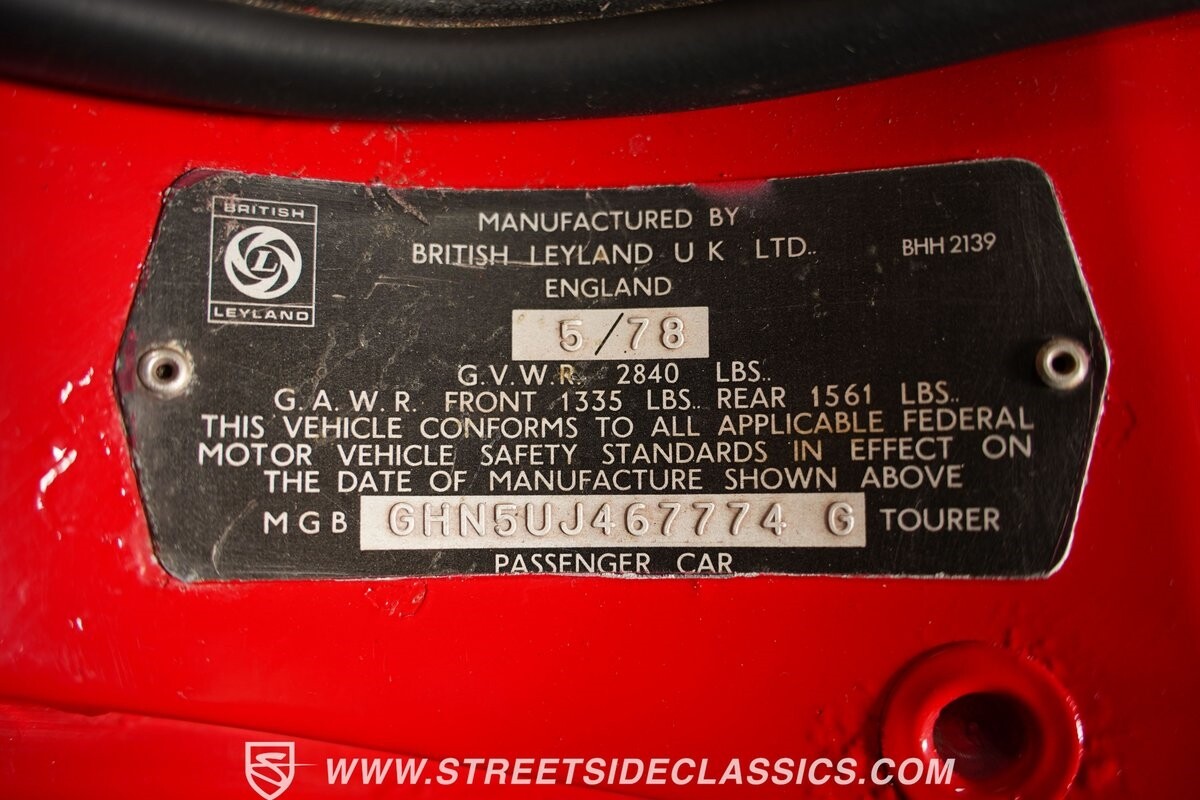 BRITISH
L
LEYLAND
MANUFACTURED BY
BRITISH LEYLAND U K LTD..
BHH 2139
ENGLAND
5/78
G.V.W.R. 2840 LBS..
G. A. W. R. FRONT 1335 LBS.. REAR 1561 LBS..
THIS VEHICLE CONFORMS TO ALL APPLICABLE FEDERAL
MOTOR VEHICLE SAFETY STANDARDS IN EFFECT ON
THE DATE OF MANUFACTURE SHOWN ABOVE
M G B GHN5UJ467774 G TOURER
PASSENGER CAR
WWW.STREETSIDECLASSICS.COM